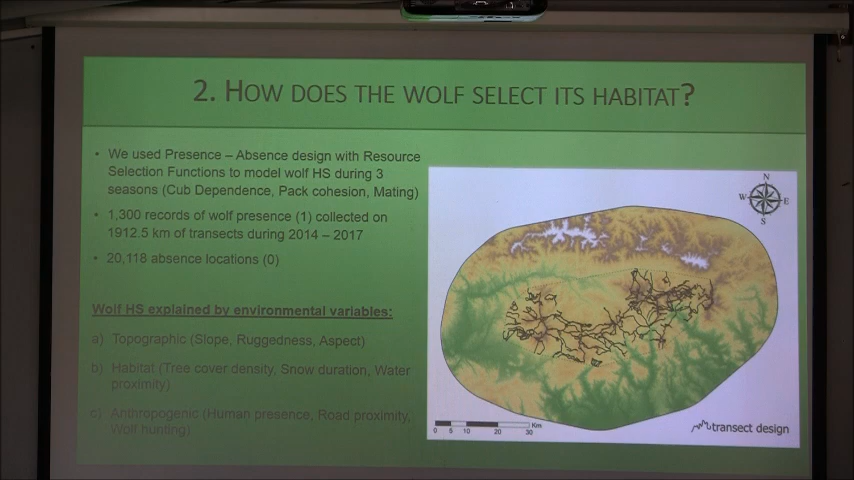 2. HOW DOES THE WOLF SELECT ITS HABITAT?
• We used Presence – Absence design with Resource
Selection Functions to model wolf HS during 3
seasons (Cub Dependence, Pack cohesion, Mating)
• 1,300 records of wolf presence (1) collected on
1912.5 km of transects during 2014 – 2017
• 20,118 absence locations (0)
Wolf HS explained by environmental variables:
a) Topographic (Slope, Ruggedness, Aspect)
b) Habitat (Tree cover density, Snow duration, Water
proximity)
c) Anthropogenic (Human presence, Road proximity,
Wolf hunting)
N
W E
S
Km
0 5 10 20 30
transect design